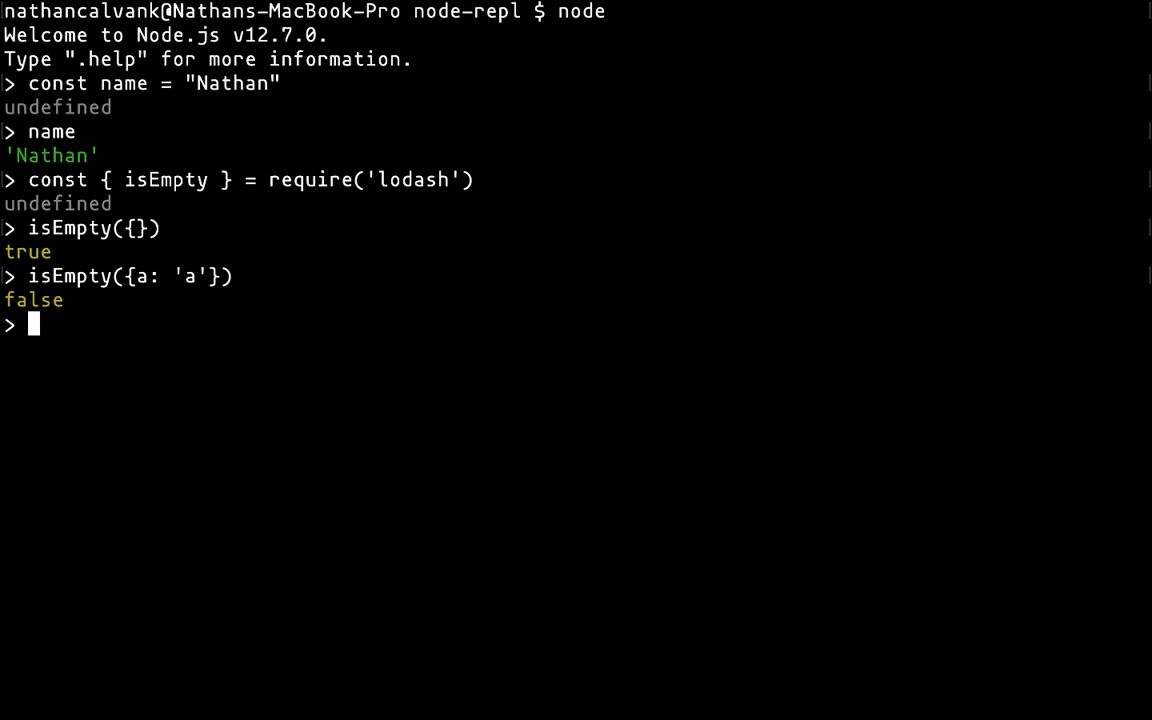 nathancalvank@Nathans-MacBook-Pro node-repl $ node
Welcome to Node.js v12.7.0.
Type ".help" for more information.
> const name = "Nathan"
undefined
> name
'Nathan'
> const { isEmpty } = require('lodash')
undefined
> isEmpty({})
true
> isEmpty({a: 'a'})
false
>